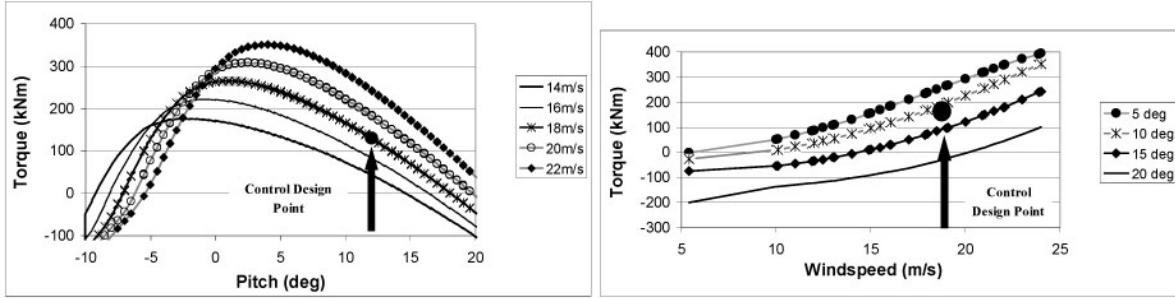 400
300
200
100
0
-100
Torque (kNm)
-10 -5 0 5 10 15 20
Pitch (deg)
Control Design
Point
14m/s
16m/s
18m/s
20m/s
22m/s
400
300
200
100
0
-100
-200
-300
Torque (kNm)
5 10 15 20 25
Windspeed (m/s)
Control
Design Point
5 deg
10 deg
15 deg
20 deg